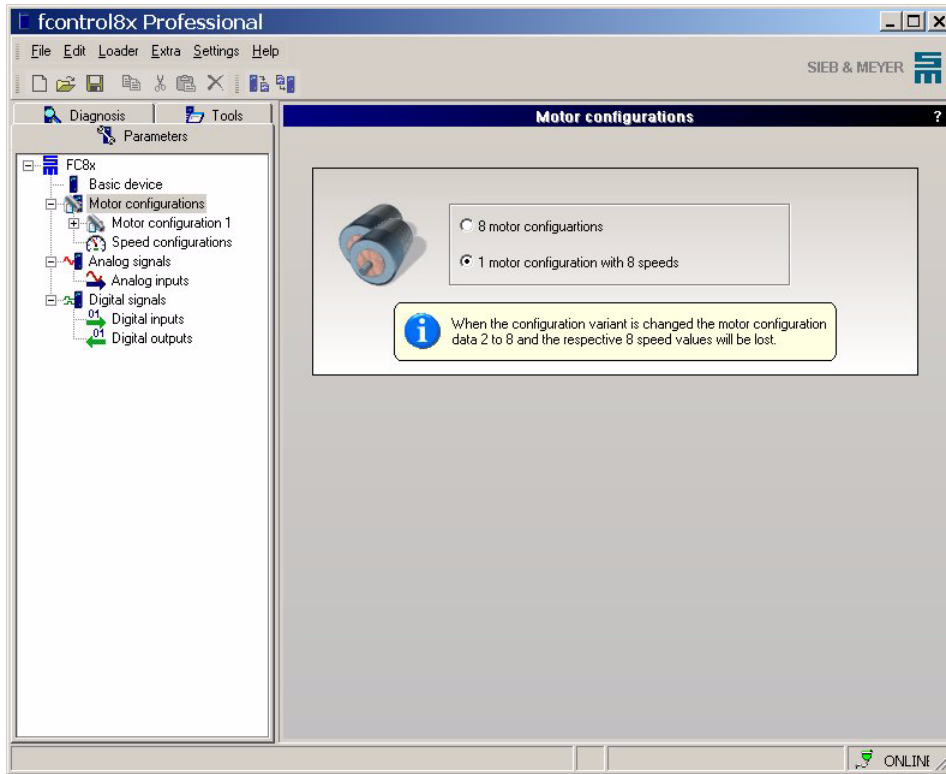 fcontrol8x Professional
File Edit Loader Extra Settings Help
SIEB & MEYER
Diagnosis
Tools
Parameters
Motor configurations
?
FC8x
Basic device
Motor configurations
Motor configuration 1
Speed configurations
Analog signals
Analog inputs
Digital signals
01 Digital inputs
01 Digital outputs
8 motor configuartions
1 motor configuration with 8 speeds
When the configuration variant is changed the motor configuration
data 2 to 8 and the respective 8 speed values will be lost.
ONLINE